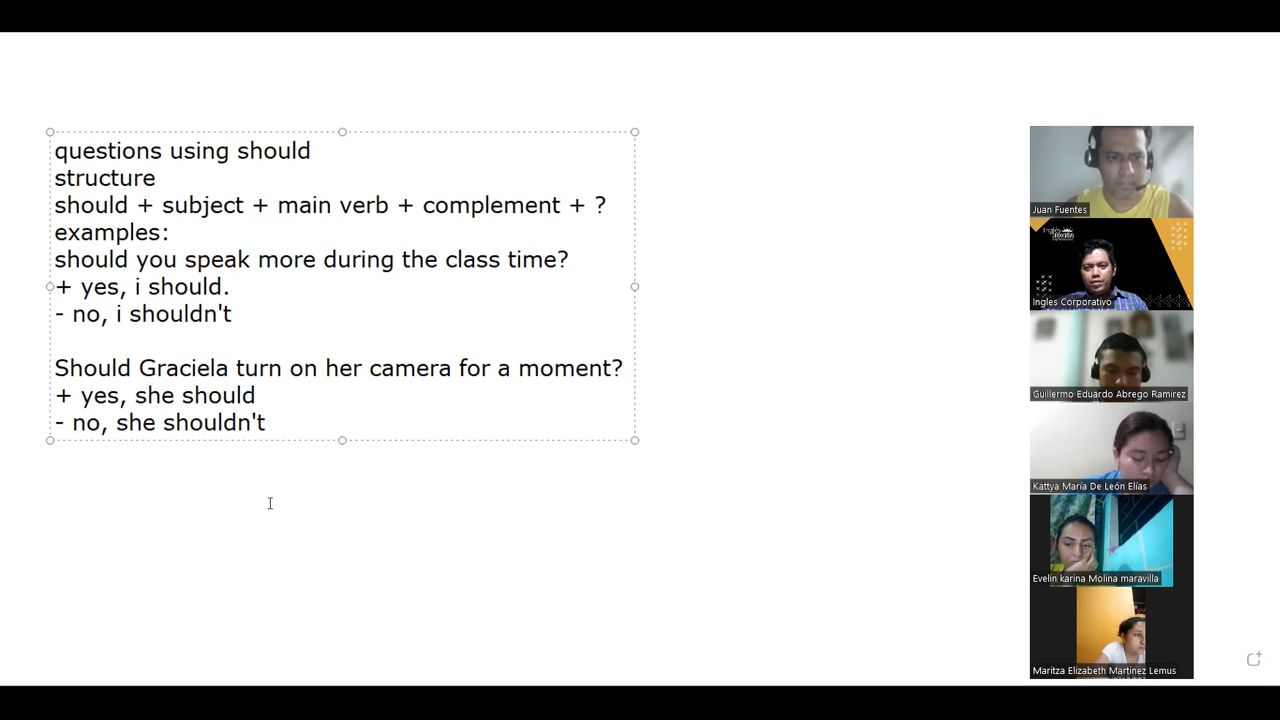 questions using should
structure
should + subject + main verb + complement + ?
examples:
should you speak more during the class time?
+ yes, i should.
- no, i shouldn't
Should Graciela turn on her camera for a moment?
+ yes, she should
- no, she shouldn't
Juan Fuentes
Ingles Corporativo
Guillermo Eduardo Abrego Ramirez
Kattya María De León Elías
Evelin karina Molina maravilla
Maritza Elizabeth Martinez Lemus